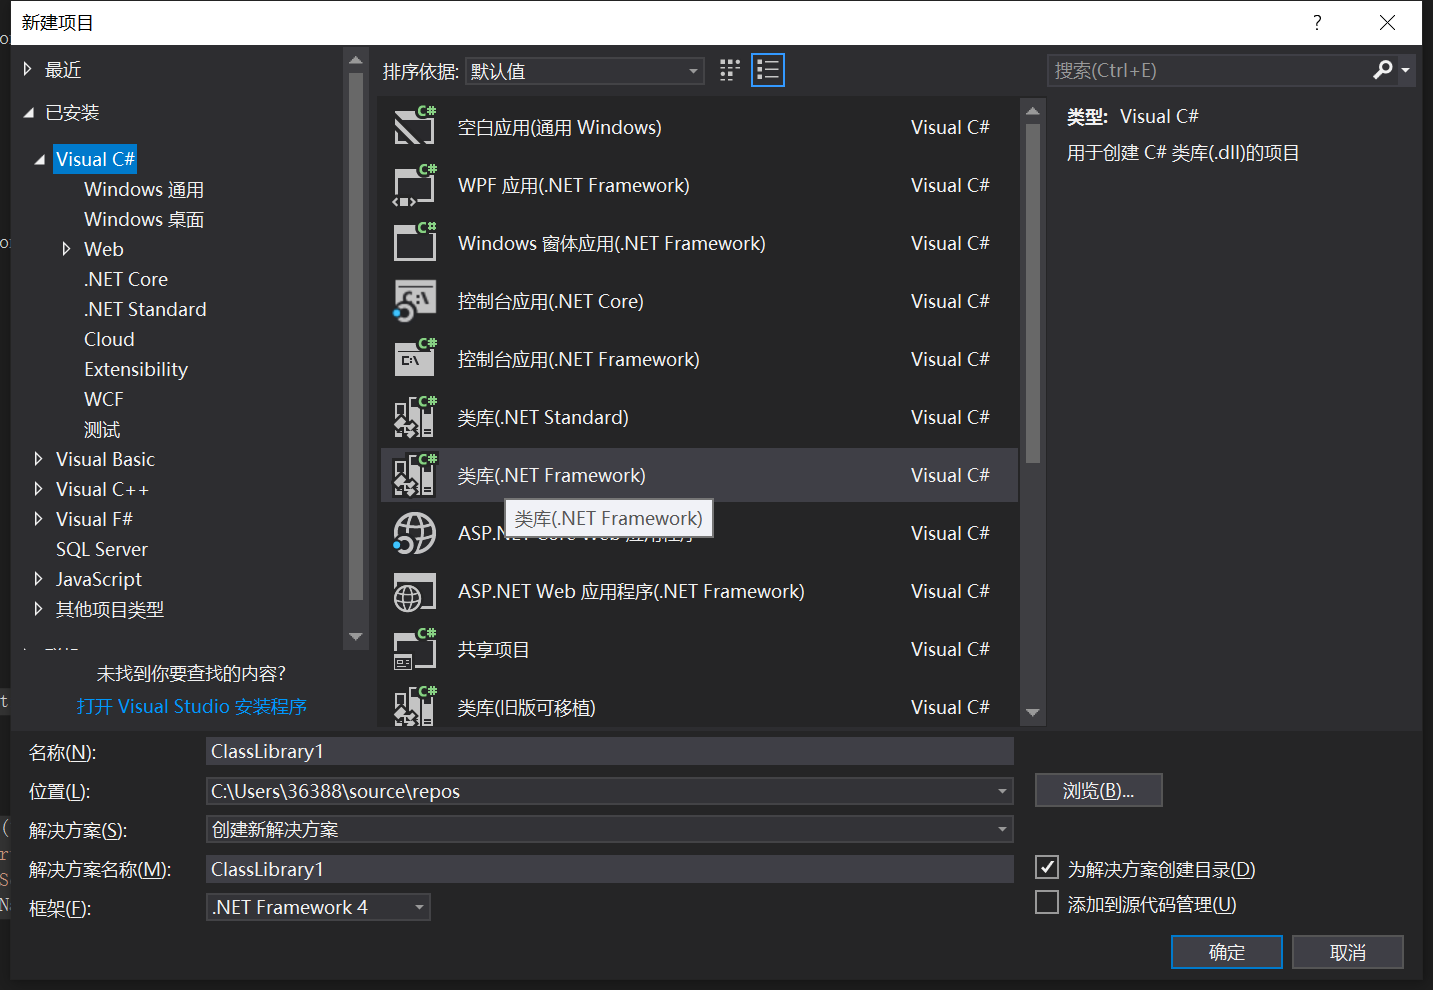 新建项目
最近
已安装
Visual C#
Windows 通用
Windows 桌面
Web
.NET Core
.NET Standard
Cloud
Extensibility
WCF
测试
Visual Basic
Visual C++
Visual F#
SQL Server
JavaScript
其他项目类型
未找到你要查找的内容?
打开 Visual Studio 安装程序
排序依据: 默认值
空白应用(通用 Windows) Visual C#
WPF 应用(.NET Framework) Visual C#
Windows 窗体应用(.NET Framework) Visual C#
控制台应用(.NET Core) Visual C#
控制台应用(.NET Framework) Visual C#
类库(.NET Standard) Visual C#
类库(.NET Framework) Visual C#
类库(.NET Framework)
Visual C#
ASP.NET Web 应用程序(.NET Framework) Visual C#
共享项目 Visual C#
类库(旧版可移植) Visual C#
搜索(Ctrl+E)
类型: Visual C#
用于创建 C# 类库(.dll)的项目
名称(N): ClassLibrary1
位置(L): C:\Users\36388\source\repos 浏览(B)...
解决方案(S): 创建新解决方案
解决方案名称(M): ClassLibrary1 为解决方案创建目录(D)
框架(F): .NET Framework 4 添加到源代码管理(U)
确定 取消